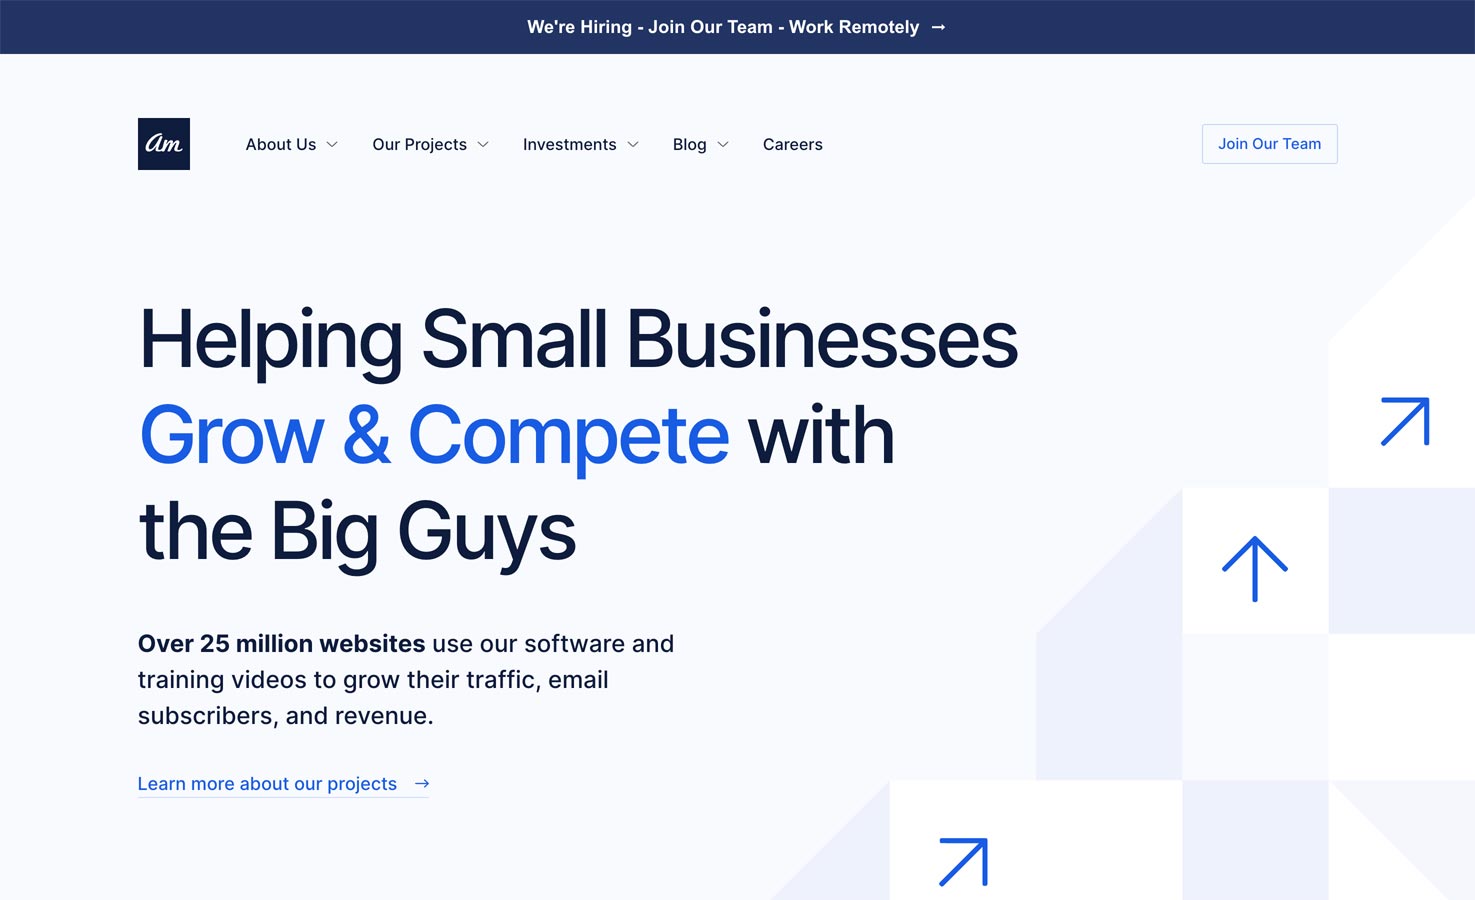 We're Hiring - Join Our Team - Work Remotely →
am
About Us
Our Projects
Investments
Blog
Careers
Join Our Team
Helping Small Businesses
Grow & Compete with
the Big Guys
Over 25 million websites use our software and
training videos to grow their traffic, email
subscribers, and revenue.
Learn more about our projects →